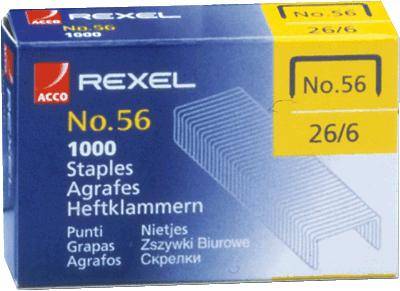 No.56
26/6
REXEL
No.56
1000
ACCO
REXEL
No.56
1000
Staples
Agrafes
Heftklammern
Punti Nietjes
Grapas Zszywki Biurowe
Agrafos Скрепки
No.56
26/6